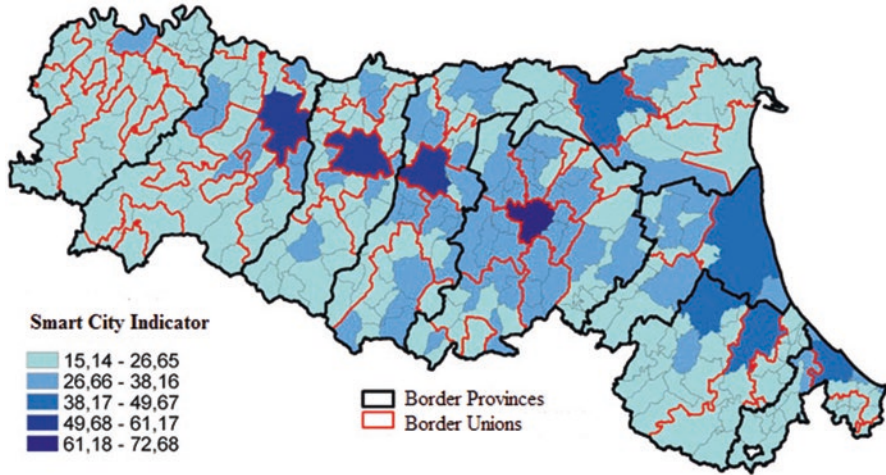 Smart City Indicator
15,14 - 26,65
26,66 - 38,16
38,17 - 49,67
49,68 - 61,17
61,18 - 72,68
Border Provinces
Border Unions